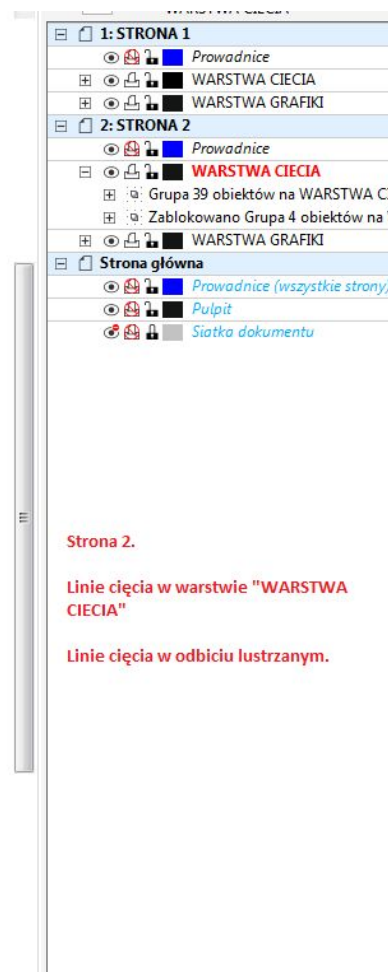 1: STRONA 1
Prowadnice
WARSTWA CIECIA
WARSTWA GRAFIKI
2: STRONA 2
Prowadnice
WARSTWA CIECIA
Grupa 39 obiektów na WARSTWA
Zablokowano Grupa 4 obiektów na
WARSTWA GRAFIKI
Strona główna
Prowadnice (wszystkie strony)
Pulpit
Siatka dokumentu
Strona 2.
Linie cięcia w warstwie "WARSTWA
CIECIA"
Linie cięcia w odbiciu lustrzanym.